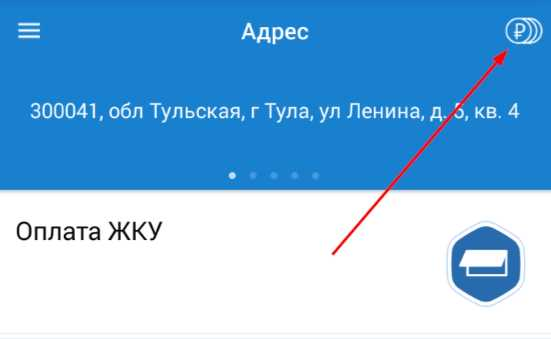 Адрес
300041, обл Тульская, г Тула, ул Ленина, д. 5, кв. 4
Оплата ЖКУ